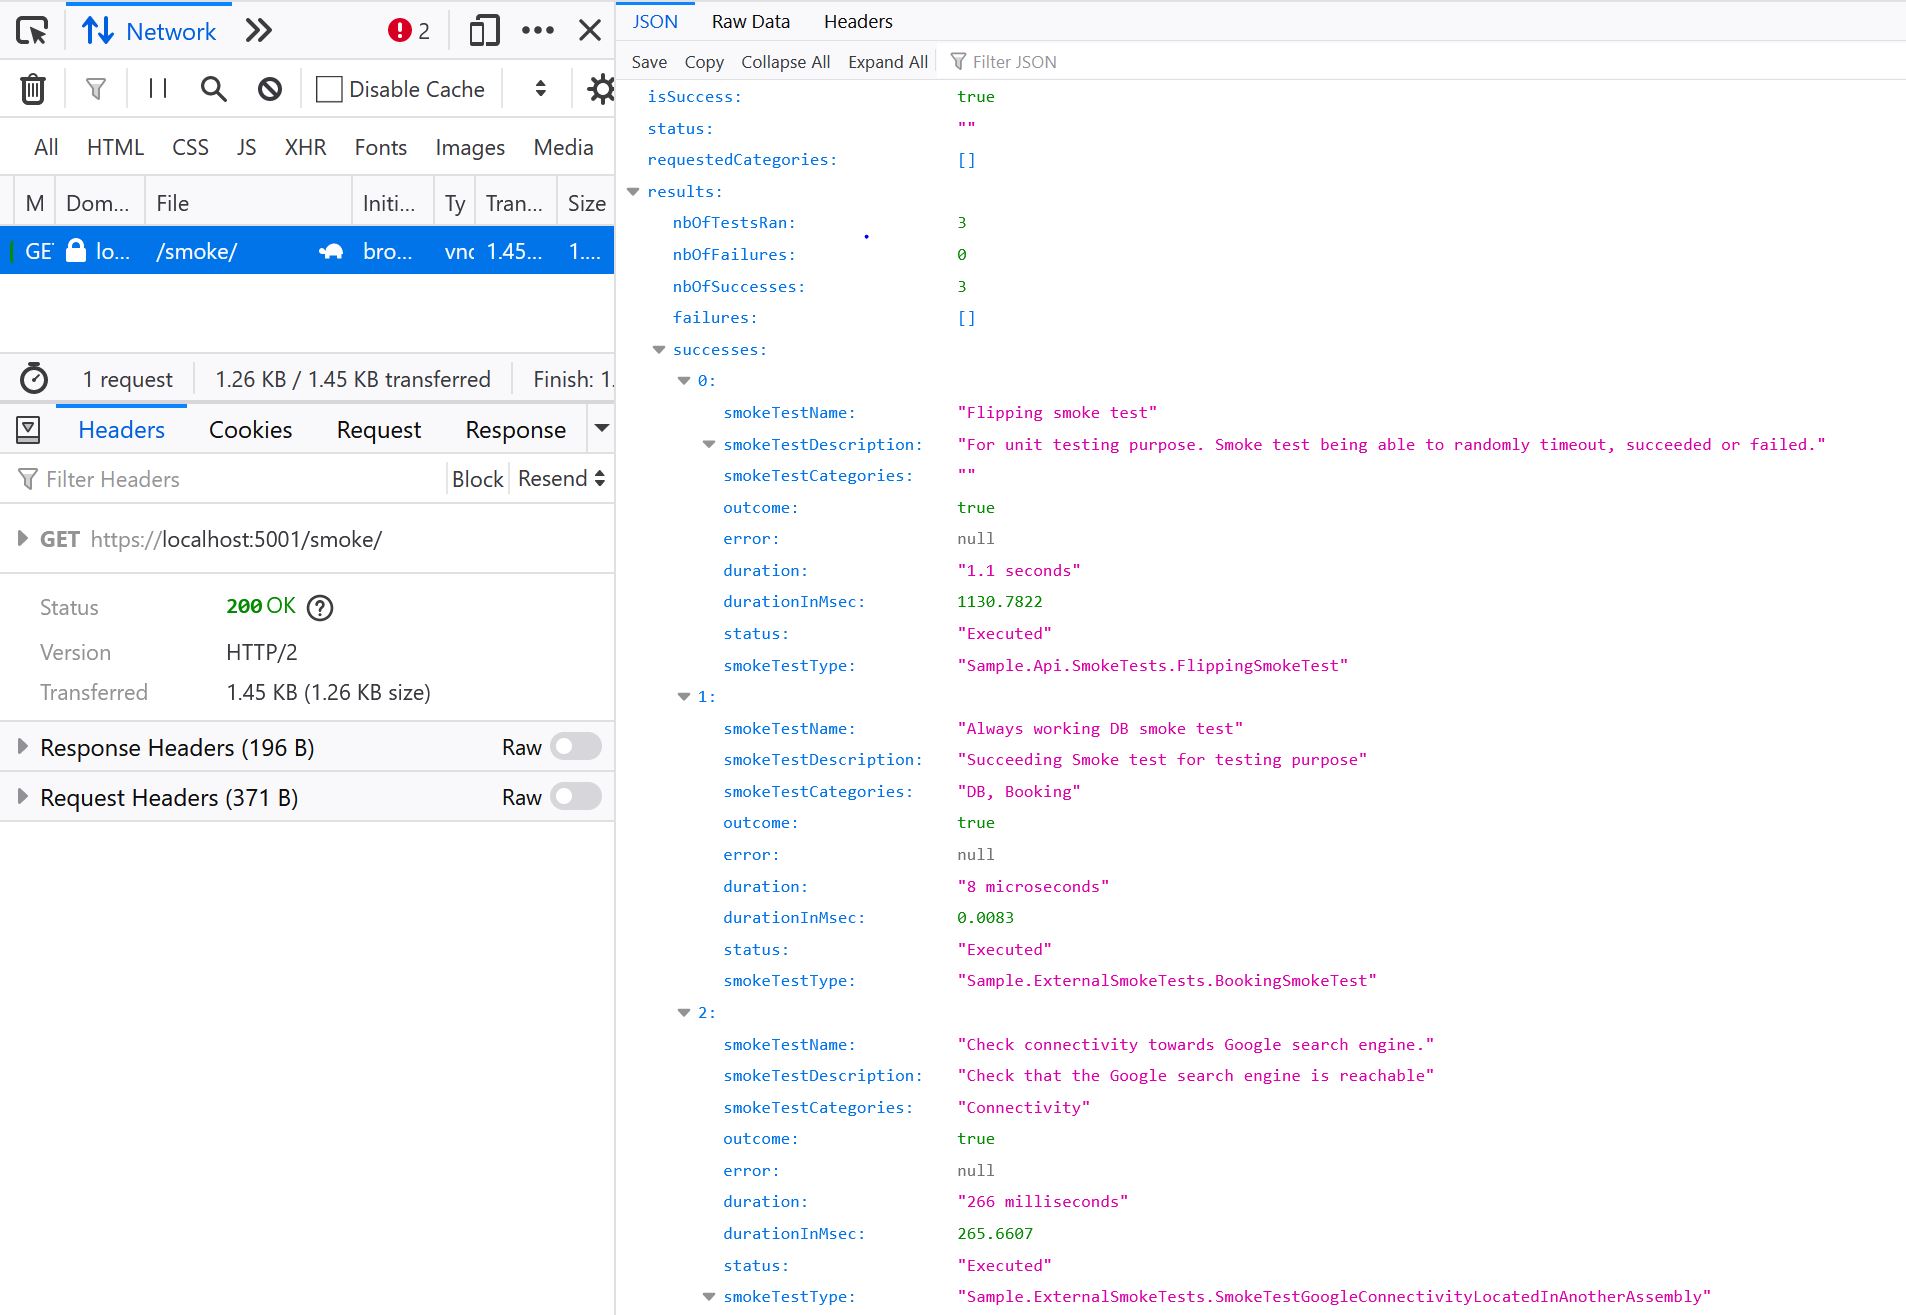 Network
2
Disable Cache
All HTML CSS JS XHR Fonts Images Media
M Dom... File Initi... Ty Tran... Size
GE lo... /smoke/ bro... vnc 1.45... 1....
1 request 1.26 KB / 1.45 KB transferred Finish: 1.
Headers Cookies Request Response
Filter Headers Block Resend
GET https://localhost:5001/smoke/
Status 200 OK
Version HTTP/2
Transferred 1.45 KB (1.26 KB size)
Response Headers (196 B) Raw
Request Headers (371 B) Raw
JSON Raw Data Headers
Save Copy Collapse All Expand All Filter JSON
isSuccess: true
status: ""
requestedCategories: []
results:
nbOfTestsRan: 3
nbOfFailures: 0
nbOfSuccesses: 3
failures: []
successes:
0:
smokeTestName: "Flipping smoke test"
smokeTestDescription: "For unit testing purpose. Smoke test being able to randomly timeout, succeeded or failed."
smokeTestCategories: ""
outcome: true
error: null
duration: "1.1 seconds"
durationInMsec: 1130.7822
status: "Executed"
smokeTestType: "Sample.Api.SmokeTests.FlippingSmokeTest"
1:
smokeTestName: "Always working DB smoke test"
smokeTestDescription: "Succeeding Smoke test for testing purpose"
smokeTestCategories: "DB, Booking"
outcome: true
error: null
duration: "8 microseconds"
durationInMsec: 0.0083
status: "Executed"
smokeTestType: "Sample.ExternalSmokeTests.BookingSmokeTest"
2:
smokeTestName: "Check connectivity towards Google search engine."
smokeTestDescription: "Check that the Google search engine is reachable"
smokeTestCategories: "Connectivity"
outcome: true
error: null
duration: "266 milliseconds"
durationInMsec: 265.6607
status: "Executed"
smokeTestType: "Sample.ExternalSmokeTests.SmokeTestGoogleConnectivityLocatedInAnotherAssembly"